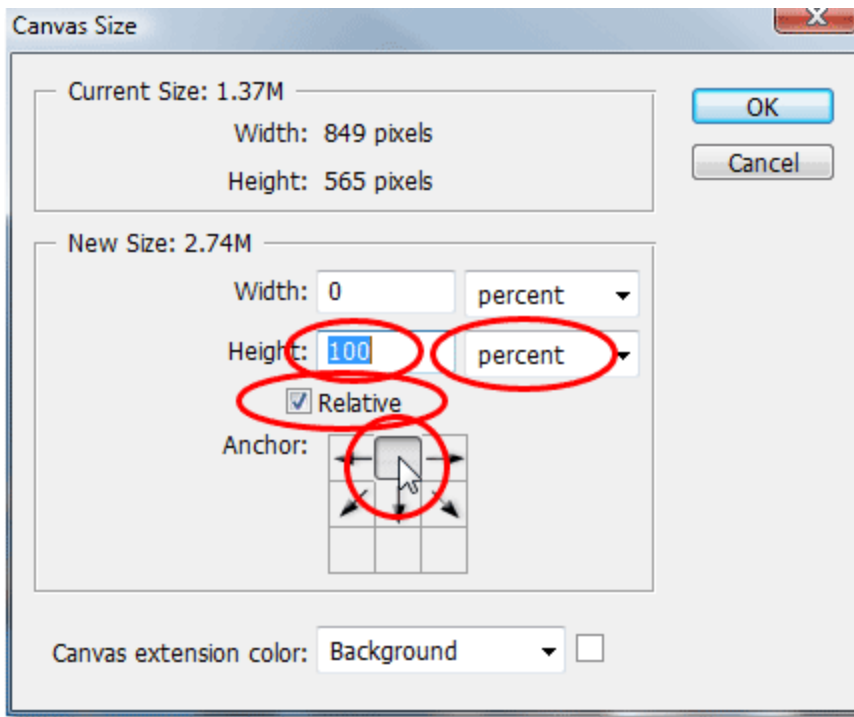 Canvas Size
Current Size: 1.37M
Width: 849 pixels
Height: 565 pixels
OK
Cancel
New Size: 2.74M
Width: 0 percent
Height: 100 percent
Relative
Anchor:
Canvas extension color: Background